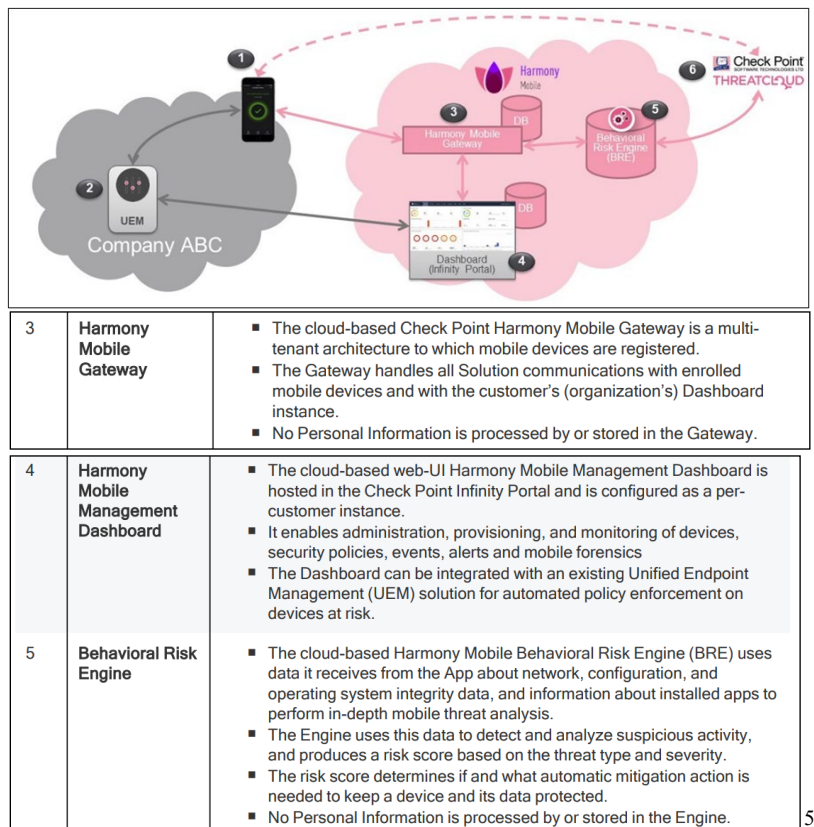 1
6
Check Point
SOFTWARE TECHNOLOGIES LTD
THREATCLOUD
Harmony
Mobile
3
DB
5
Harmony Mobile
Gateway
Behavioral
Risk Engine
(BRE)
2
UEM
DB
Company ABC
Dashboard
(Infinity Portal)
4
3 Harmony Mobile Gateway
■ The cloud-based Check Point Harmony Mobile Gateway is a multi-
tenant architecture to which mobile devices are registered.
■ The Gateway handles all Solution communications with enrolled
mobile devices and with the customer's (organization's) Dashboard
instance.
■ No Personal Information is processed by or stored in the Gateway.
4 Harmony Mobile Management Dashboard
■ The cloud-based web-UI Harmony Mobile Management Dashboard is
hosted in the Check Point Infinity Portal and is configured as a per-
customer instance.
■ It enables administration, provisioning, and monitoring of devices,
security policies, events, alerts and mobile forensics
■ The Dashboard can be integrated with an existing Unified Endpoint
Management (UEM) solution for automated policy enforcement on
devices at risk.
5 Behavioral Risk Engine
■ The cloud-based Harmony Mobile Behavioral Risk Engine (BRE) uses
data it receives from the App about network, configuration, and
operating system integrity data, and information about installed apps to
perform in-depth mobile threat analysis.
■ The Engine uses this data to detect and analyze suspicious activity,
and produces a risk score based on the threat type and severity.
■ The risk score determines if and what automatic mitigation action is
needed to keep a device and its data protected.
■ No Personal Information is processed by or stored in the Engine.
5